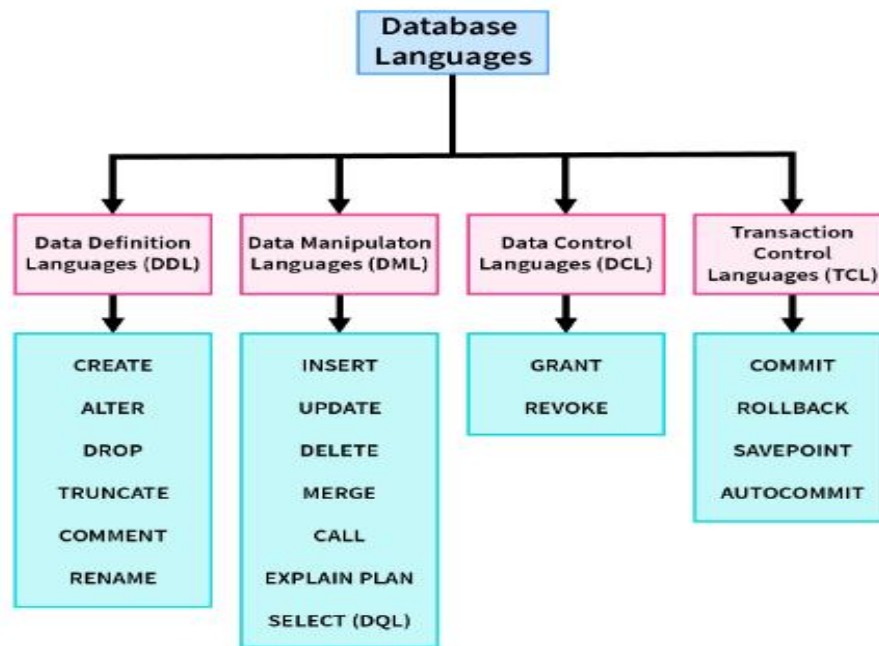 Database
Languages
Data Definition
Languages (DDL)
CREATE
ALTER
DROP
TRUNCATE
COMMENT
RENAME
Data Manipulaton
Languages (DML)
INSERT
UPDATE
DELETE
MERGE
CALL
EXPLAIN PLAN
SELECT (DQL)
Data Control
Languages (DCL)
GRANT
REVOKE
Transaction
Control
Languages (TCL)
COMMIT
ROLLBACK
SAVEPOINT
AUTOCOMMIT